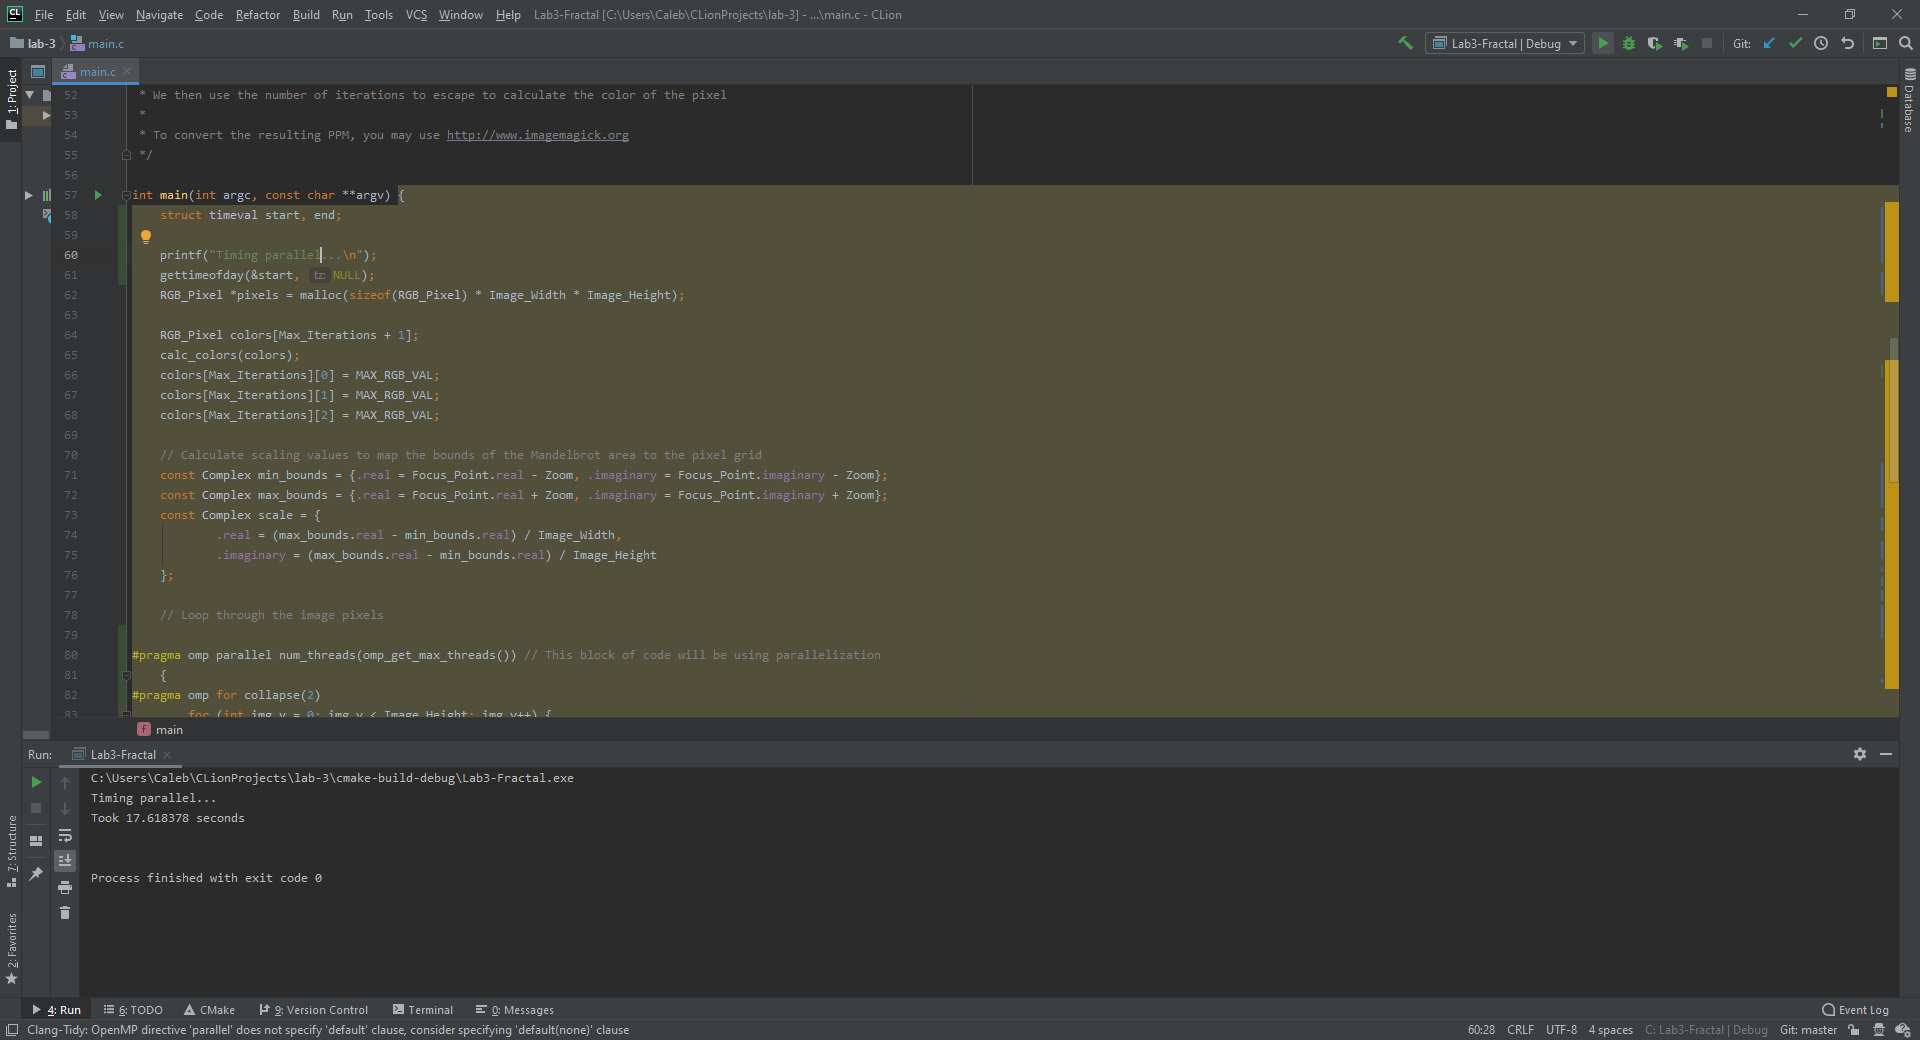 CL File Edit View Navigate Code Refactor Build Run Tools VCS Window Help Lab3-Fractal [C:\Users\Caleb\CLionProjects\lab-3] - ...\main.c - CLion
lab-3 main.c Lab3-Fractal | Debug Git:
1: Project
main.c
Database
52 * We then use the number of iterations to escape to calculate the color of the pixel
53 *
54 * To convert the resulting PPM, you may use http://www.imagemagick.org
55 */
56
57 int main(int argc, const char **argv) {
58 struct timeval start, end;
59
60 printf("Timing parallel...\n");
61 gettimeofday(&start, tz: NULL);
62 RGB_Pixel *pixels = malloc(sizeof(RGB_Pixel) * Image_Width * Image_Height);
63
64 RGB_Pixel colors[Max_Iterations + 1];
65 calc_colors(colors);
66 colors[Max_Iterations][0] = MAX_RGB_VAL;
67 colors[Max_Iterations][1] = MAX_RGB_VAL;
68 colors[Max_Iterations][2] = MAX_RGB_VAL;
69
70 // Calculate scaling values to map the bounds of the Mandelbrot area to the pixel grid
71 const Complex min_bounds = {.real = Focus_Point.real - Zoom, .imaginary = Focus_Point.imaginary - Zoom};
72 const Complex max_bounds = {.real = Focus_Point.real + Zoom, .imaginary = Focus_Point.imaginary + Zoom};
73 const Complex scale = {
74 .real = (max_bounds.real - min_bounds.real) / Image_Width,
75 .imaginary = (max_bounds.real - min_bounds.real) / Image_Height
76 };
77
78 // Loop through the image pixels
79
80 #pragma omp parallel num_threads(omp_get_max_threads()) // This block of code will be using parallelization
81 {
82 #pragma omp for collapse(2)
83 for (int img_y = 0; img_y < Image_Height; img_y++) {
f main
Run: Lab3-Fractal
C:\Users\Caleb\CLionProjects\lab-3\cmake-build-debug\Lab3-Fractal.exe
Timing parallel...
Took 17.618378 seconds
Process finished with exit code 0
7: Structure
2: Favorites
4: Run 6: TODO CMake 9: Version Control Terminal 0: Messages Event Log
Clang-Tidy: OpenMP directive 'parallel' does not specify 'default' clause, consider specifying 'default(none)' clause 60:28 CRLF UTF-8 4 spaces C: Lab3-Fractal | Debug Git: master